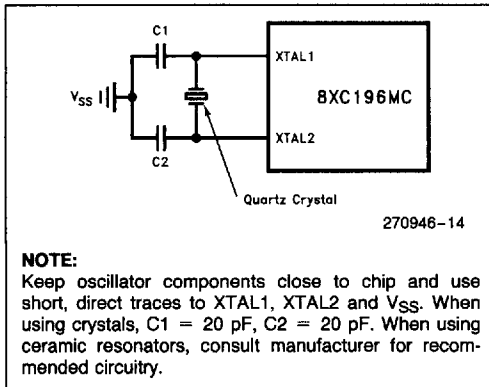 C1
XTAL1
8XC196MC
VSS
XTAL2
C2
Quartz Crystal
270946-14
NOTE:
Keep oscillator components close to chip and use
short, direct traces to XTAL1, XTAL2 and VSS. When
using crystals, C1 = 20 pF, C2 = 20 pF. When using
ceramic resonators, consult manufacturer for recom-
mended circuitry.